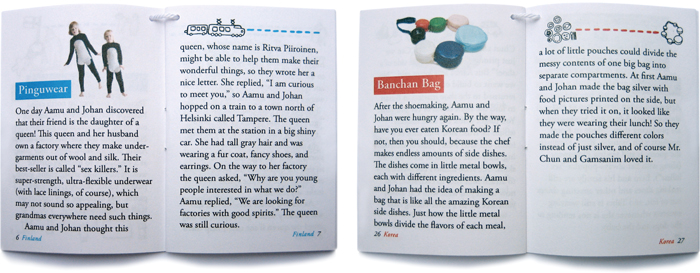 Pinguwear
One day Aamu and Johan discovered
that their friend is the daughter of a
queen! This queen and her husband
own a factory where they make under-
garments out of wool and silk. Their
best-seller is called “sex killers.” It is
super-strength, ultra-flexible underwear
(with lace linings, of course), which
may not sound so appealing, but
grandmas everywhere need such things.
Aamu and Johan thought this
6 Finland
queen, whose name is Ritva Piiroinen,
might be able to help them make their
wonderful things, so they wrote her a
nice letter. She replied, “I am curious
to meet you,” so Aamu and Johan
hopped on a train to a town north of
Helsinki called Tampere. The queen
met them at the station in a big shiny
car. She had tall gray hair and was
wearing a fur coat, fancy shoes, and
earrings. On the way to her factory
the queen asked, “Why are you young
people interested in what we do?”
Aamu replied, “We are looking for
factories with good spirits.” The queen
was still curious.
Finland 7
Banchan Bag
After the shoemaking, Aamu and
Johan were hungry again. By the way,
have you ever eaten Korean food? If
not, then you should, because the chef
makes endless amounts of side dishes.
The dishes come in little metal bowls,
each with different ingredients. Aamu
and Johan had the idea of making a
bag that is like all the amazing Korean
side dishes. Just how the little metal
bowls divide the flavors of each meal,
26 Korea
a lot of little pouches could divide the
messy contents of one big bag into
separate compartments. At first Aamu
and Johan made the bag silver with
food pictures printed on the side, but
when they tried it on, it looked like
they were wearing their lunch! So they
made the pouches different colors
instead of just silver, and of course Mr.
Chun and Gamsanim loved it.
Korea 27